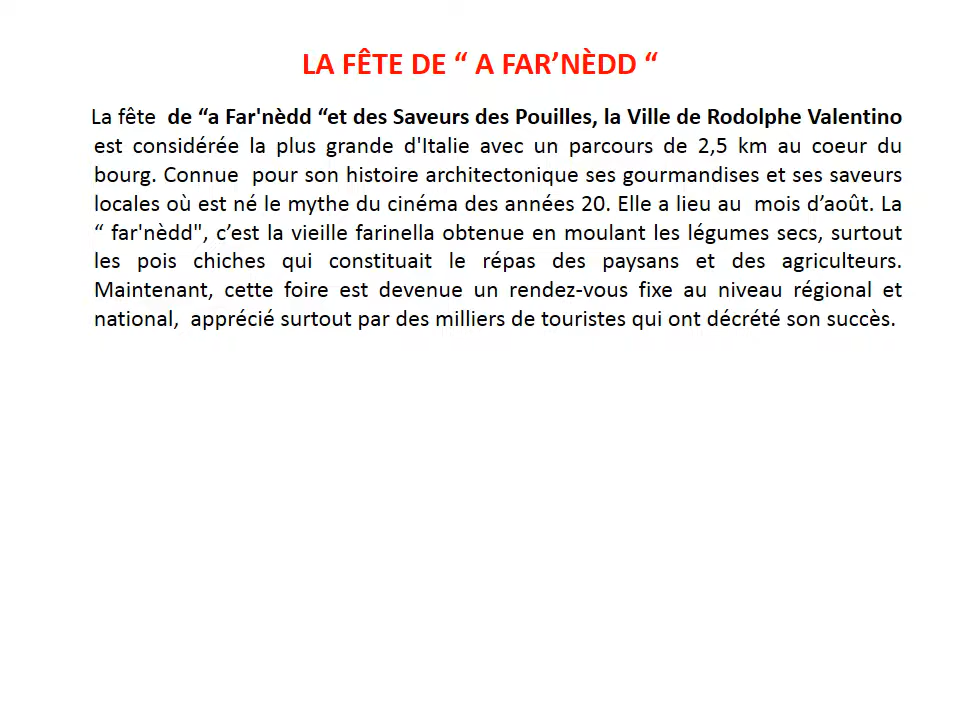 LA FÊTE DE “ A FAR’NÈDD “
La fête de “a Far'nèdd “et des Saveurs des Pouilles, la Ville de Rodolphe Valentino
est considérée la plus grande d'Italie avec un parcours de 2,5 km au coeur du
bourg. Connue pour son histoire architectonique ses gourmandises et ses saveurs
locales où est né le mythe du cinéma des années 20. Elle a lieu au mois d’août. La
“ far'nèdd", c’est la vieille farinella obtenue en moulant les légumes secs, surtout
les pois chiches qui constituait le répas des paysans et des agriculteurs.
Maintenant, cette foire est devenue un rendez-vous fixe au niveau régional et
national, apprécié surtout par des milliers de touristes qui ont décrété son succès.